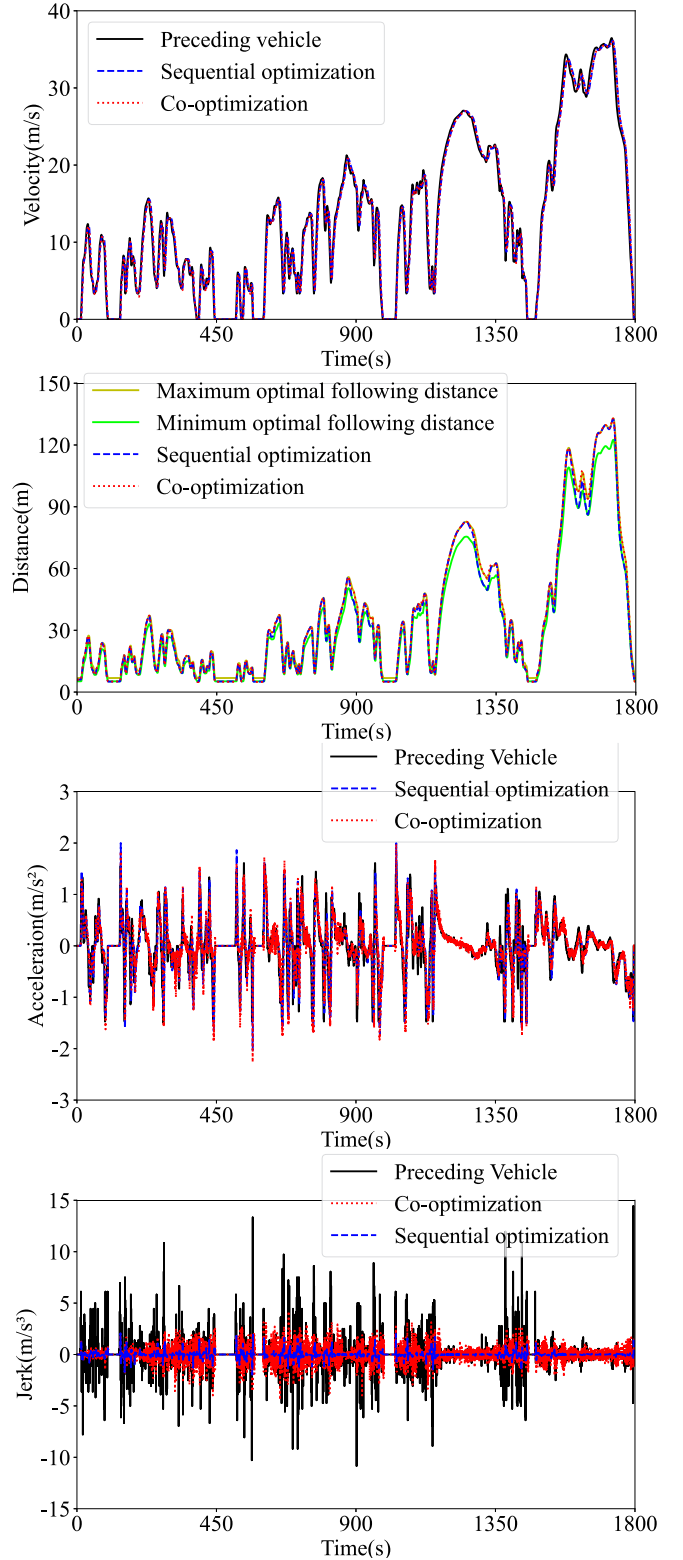 40
30
20
10
0
Velocity(m/s)
Preceding vehicle
Sequential optimization
Co-optimization
0 450 900 1350 1800
Time(s)
150
120
90
60
30
0
Distance(m)
Maximum optimal following distance
Minimum optimal following distance
Sequential optimization
Co-optimization
0 450 900 1350 1800
Time(s)
3
2
1
0
-1
-2
-3
Acceleraion(m/s²)
Preceding Vehicle
Sequential optimization
Co-optimization
0 450 900 1350 1800
Time(s)
15
10
5
0
-5
-10
-15
Jerk(m/s³)
Preceding Vehicle
Co-optimization
Sequential optimization
0 450 900 1350 1800
Time(s)